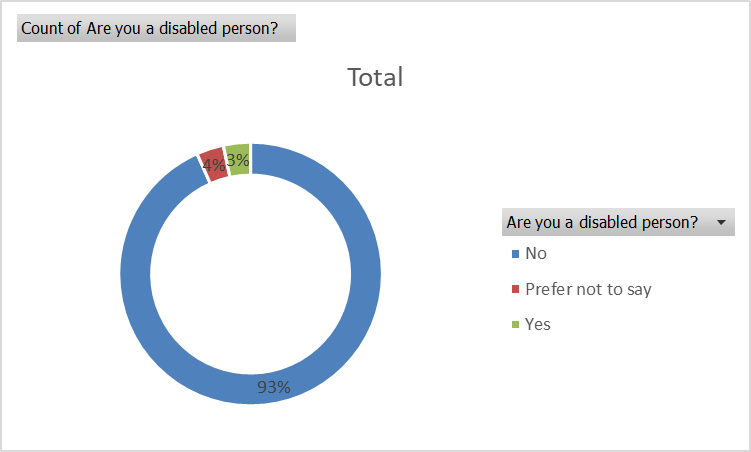 Count of Are you a disabled person?
Total
4%
3%
93%
Are you a disabled person?
No
Prefer not to say
Yes